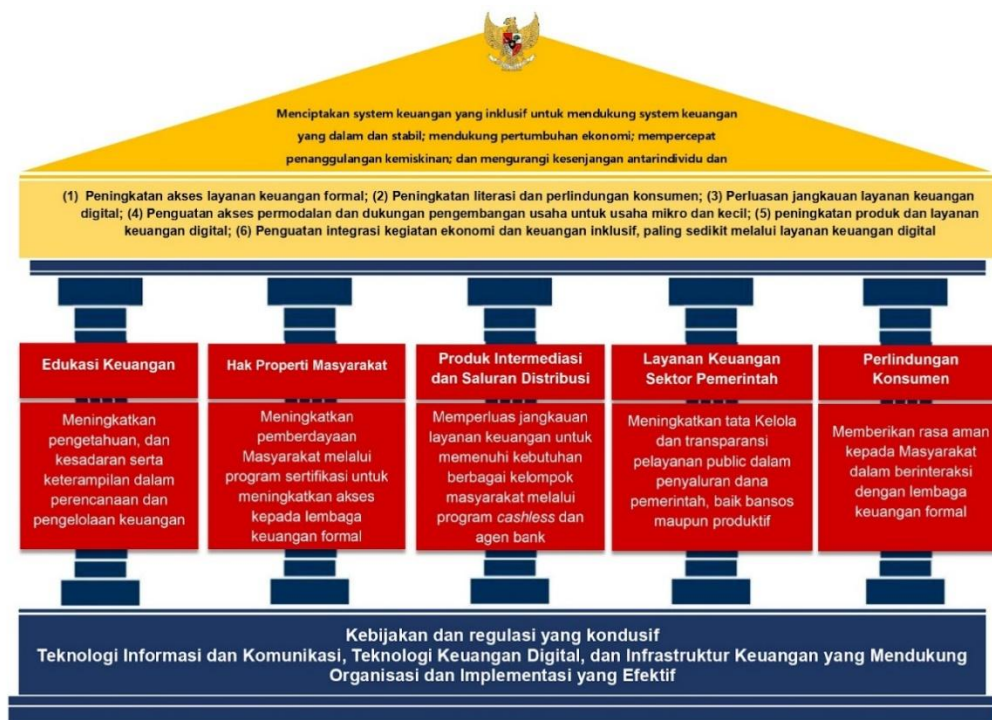 Menciptakan system keuangan yang inklusif untuk mendukung system keuangan
yang dalam dan stabil; mendukung pertumbuhan ekonomi; mempercepat
penanggulangan kemiskinan; dan mengurangi kesenjangan antarindividu dan
(1) Peningkatan akses layanan keuangan formal; (2) Peningkatan literasi dan perlindungan konsumen; (3) Perluasan jangkauan layanan keuangan
digital; (4) Penguatan akses permodalan dan dukungan pengembangan usaha untuk usaha mikro dan kecil; (5) peningkatan produk dan layanan
keuangan digital; (6) Penguatan integrasi kegiatan ekonomi dan keuangan inklusif, paling sedikit melalui layanan keuangan digital
Edukasi Keuangan
Meningkatkan
pengetahuan, dan
kesadaran serta
keterampilan dalam
perencanaan dan
pengelolaan keuangan
Hak Properti Masyarakat
Meningkatkan
pemberdayaan
Masyarakat melalui
program sertifikasi untuk
meningkatkan akses
kepada lembaga
keuangan formal
Produk Intermediasi
dan Saluran Distribusi
Memperluas jangkauan
layanan keuangan untuk
memenuhi kebutuhan
berbagai kelompok
masyarakat melalui
program cashless dan
agen bank
Layanan Keuangan
Sektor Pemerintah
Meningkatkan tata Kelola
dan transparansi
pelayanan public dalam
penyaluran dana
pemerintah, baik bansos
maupun produktif
Perlindungan
Konsumen
Memberikan rasa aman
kepada Masyarakat
dalam berinteraksi
dengan lembaga
keuangan formal
Kebijakan dan regulasi yang kondusif
Teknologi Informasi dan Komunikasi, Teknologi Keuangan Digital, dan Infrastruktur Keuangan yang Mendukung
Organisasi dan Implementasi yang Efektif